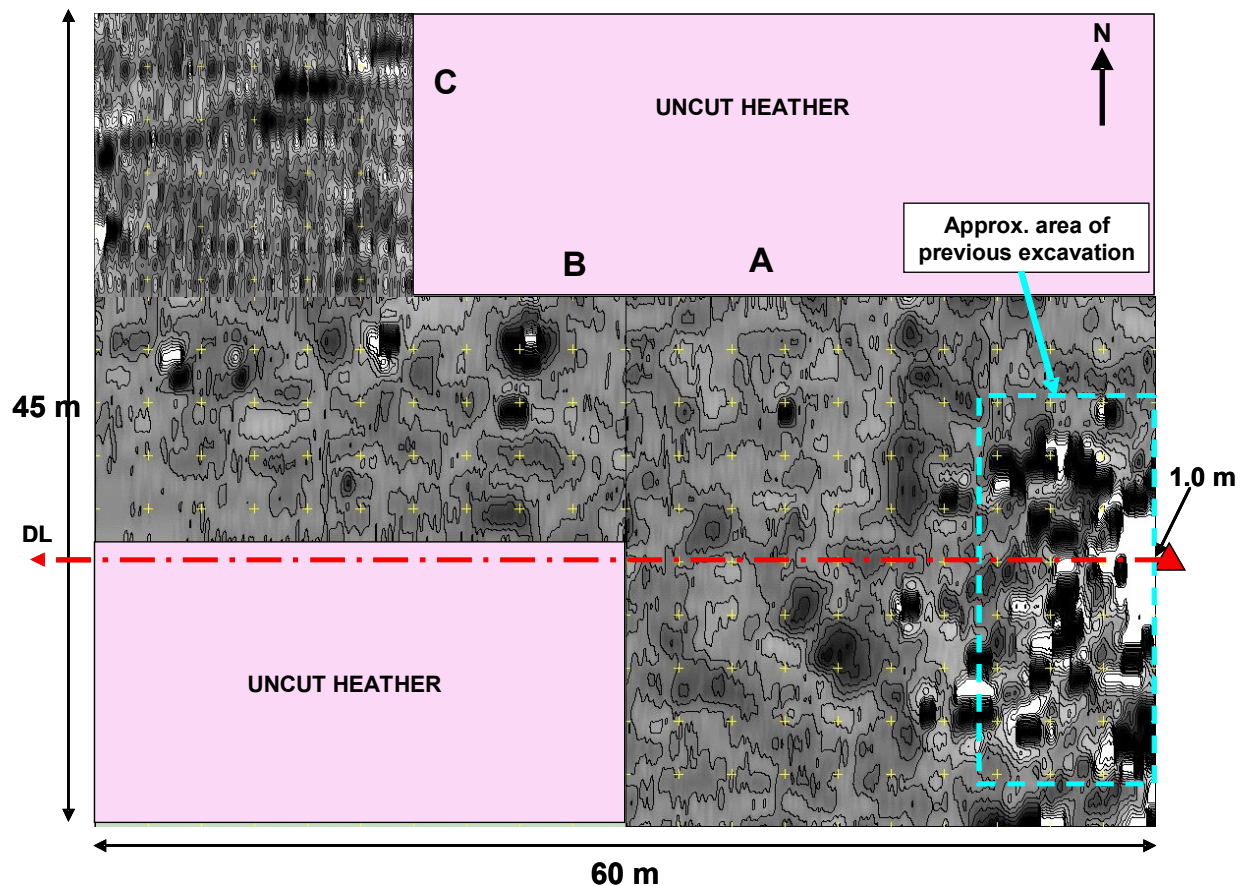 N
C
UNCUT HEATHER
Approx. area of
previous excavation
B
A
45 m
1.0 m
DL
UNCUT HEATHER
60 m